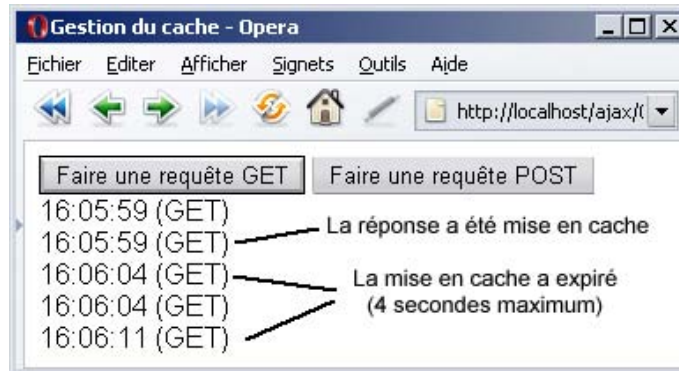 Gestion du cache - Opera
Fichier Editer Afficher Signets Outils Aide
http://localhost/ajax/(
Faire une requête GET Faire une requête POST
16:05:59 (GET)
16:05:59 (GET)
La réponse a été mise en cache
16:06:04 (GET)
La mise en cache a expiré
(4 secondes maximum)
16:06:04 (GET)
16:06:11 (GET)